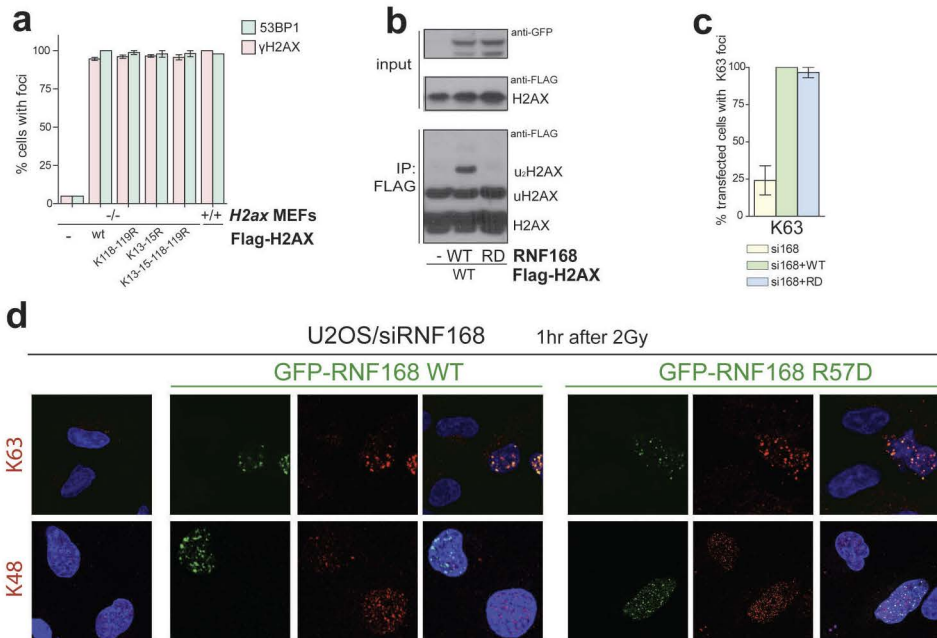 a
53BP1
γH2AX
% cells with foci
100
75
50
25
0
-/-
+/+
H2ax MEFs
-
wt
K118-119R
K13-15R
K13-15-118-119R
Flag-H2AX
b
input
anti-GFP
anti-FLAG
H2AX
anti-FLAG
IP:
FLAG
u₂H2AX
uH2AX
H2AX
- WT RD RNF168
WT Flag-H2AX
c
% transfected cells with K63 foci
100
75
50
25
0
K63
si168
si168+WT
si168+RD
d
U2OS/siRNF168 1hr after 2Gy
GFP-RNF168 WT GFP-RNF168 R57D
K63
K48